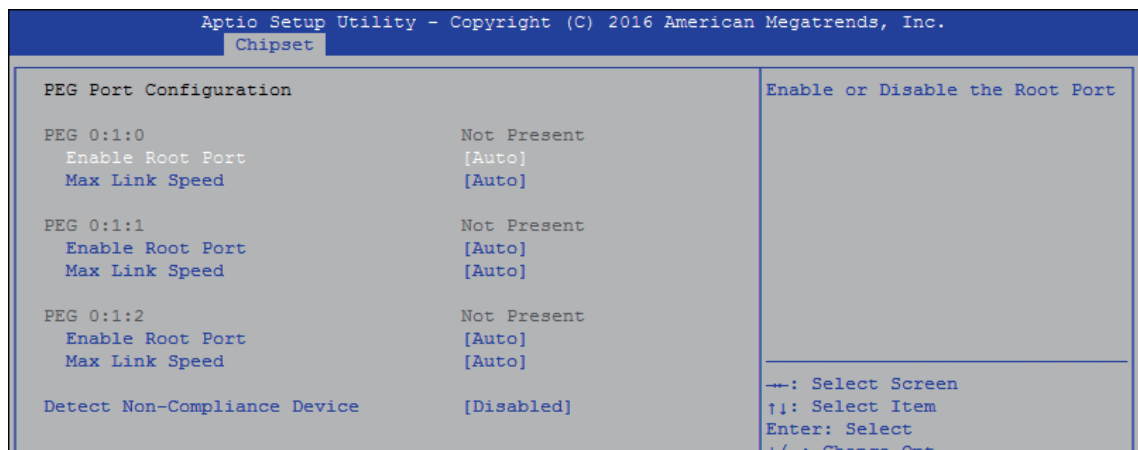 Aptio Setup Utility - Copyright (C) 2016 American Megatrends, Inc.
Chipset
PEG Port Configuration
PEG 0:1:0 Not Present
Enable Root Port [Auto]
Max Link Speed [Auto]
PEG 0:1:1 Not Present
Enable Root Port [Auto]
Max Link Speed [Auto]
PEG 0:1:2 Not Present
Enable Root Port [Auto]
Max Link Speed [Auto]
Detect Non-Compliance Device [Disabled]
Enable or Disable the Root Port
→←: Select Screen
↑↓: Select Item
Enter: Select
+/-: Change Opt.